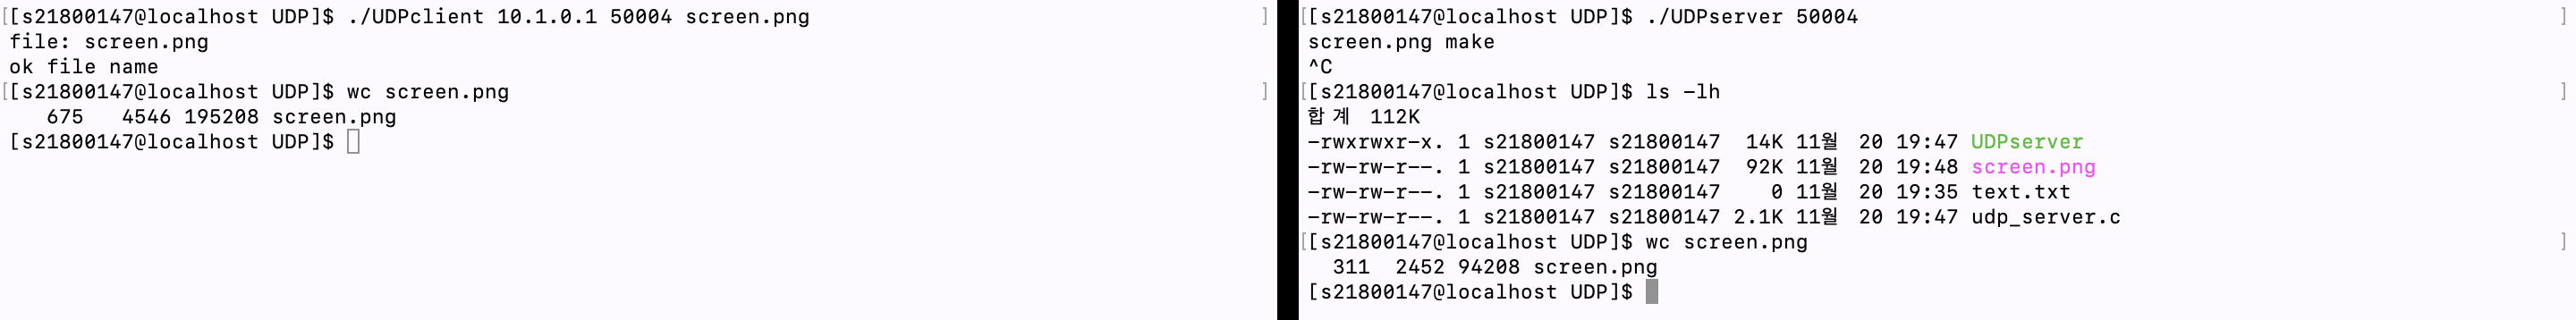 [[s21800147@localhost UDP]$ ./UDPclient 10.1.0.1 50004 screen.png ]
file: screen.png
ok file name
[[s21800147@localhost UDP]$ wc screen.png ]
675 4546 195208 screen.png
[s21800147@localhost UDP]$
[[s21800147@localhost UDP]$ ./UDPserver 50004 ]
screen.png make
^C
[[s21800147@localhost UDP]$ ls -lh ]
합계 112K
-rwxrwxr-x. 1 s21800147 s21800147 14K 11월 20 19:47 UDPserver
-rw-rw-r--. 1 s21800147 s21800147 92K 11월 20 19:48 screen.png
-rw-rw-r--. 1 s21800147 s21800147 0 11월 20 19:35 text.txt
-rw-rw-r--. 1 s21800147 s21800147 2.1K 11월 20 19:47 udp_server.c
[[s21800147@localhost UDP]$ wc screen.png ]
311 2452 94208 screen.png
[s21800147@localhost UDP]$